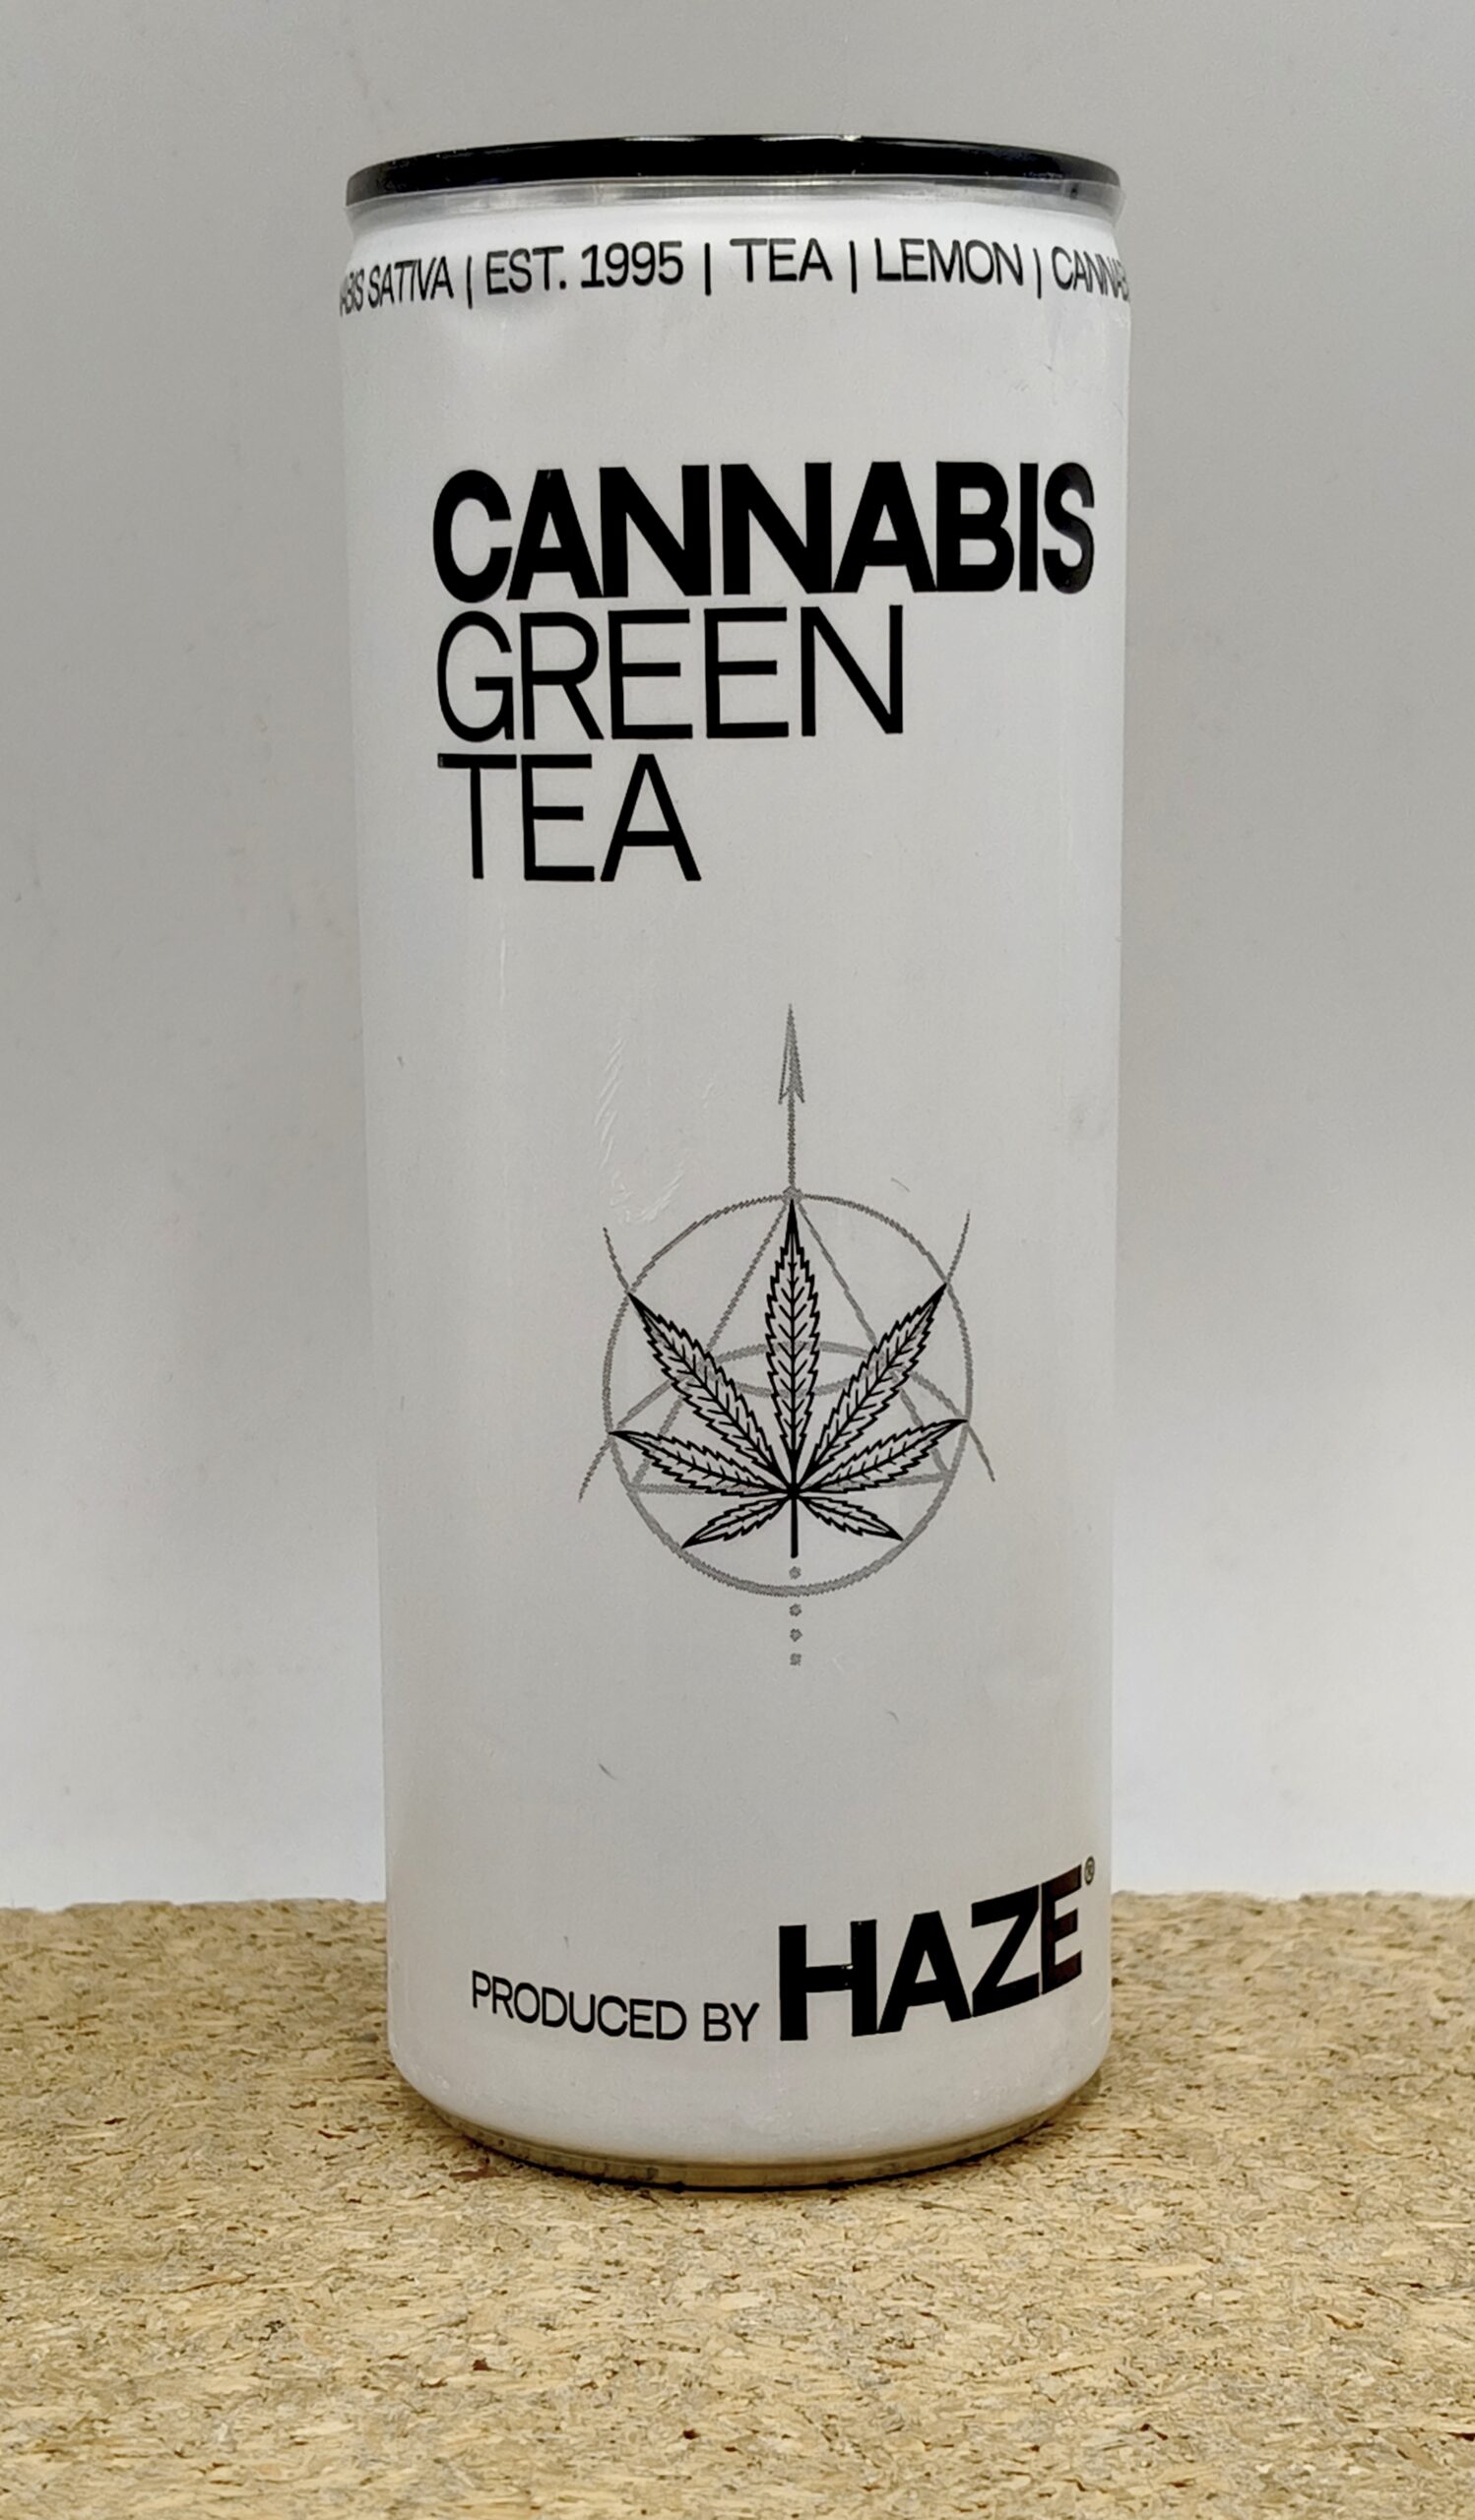 SATIVA | EST. 1995 | TEA | LEMON |
CANNABIS
GREEN
TEA
PRODUCED BY HAZE®